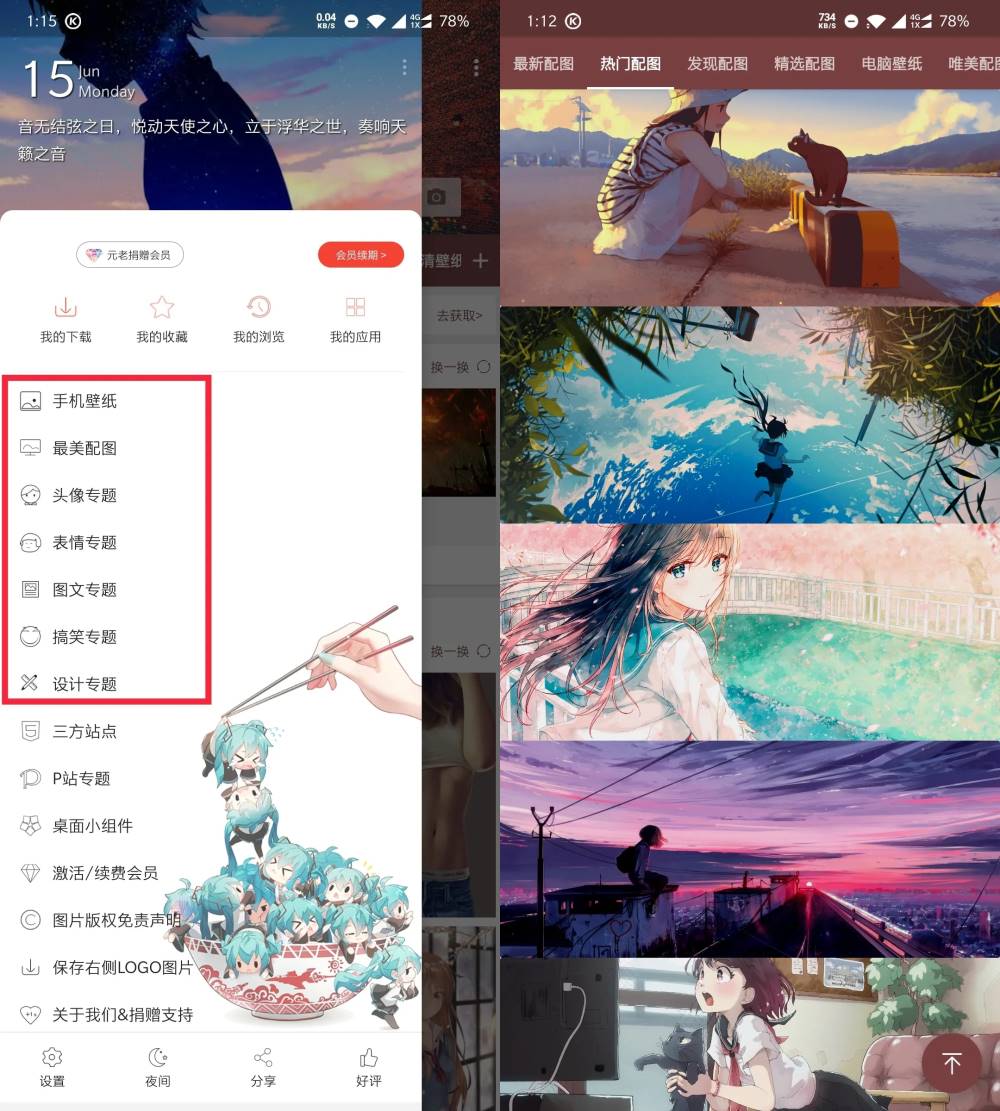 1:15
0.04
KB/S
4G
1X
78%
15
Jun
Monday
音无结弦之日，悦动天使之心，立于浮华之世，奏响天
籁之音
元老捐赠会员
会员续期 >
清壁纸
我的下载
我的收藏
我的浏览
我的应用
去获取>
换一换
手机壁纸
最美配图
头像专题
表情专题
图文专题
搞笑专题
换一换
设计专题
三方站点
P站专题
桌面小组件
激活/续费会员
图片版权免责声明
保存右侧LOGO图片
关于我们&捐赠支持
设置
夜间
分享
好评
1:12
734
KB/S
4G
1X
78%
最新配图
热门配图
发现配图
精选配图
电脑壁纸
唯美配图